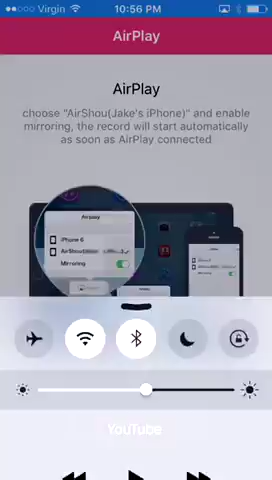 Virgin 10:56 PM
AirPlay
AirPlay
choose "AirShou(Jake's iPhone)" and enable
mirroring, the record will start automatically
as soon as AirPlay connected
Airplay
iPhone 6
Mirroring
YouTube